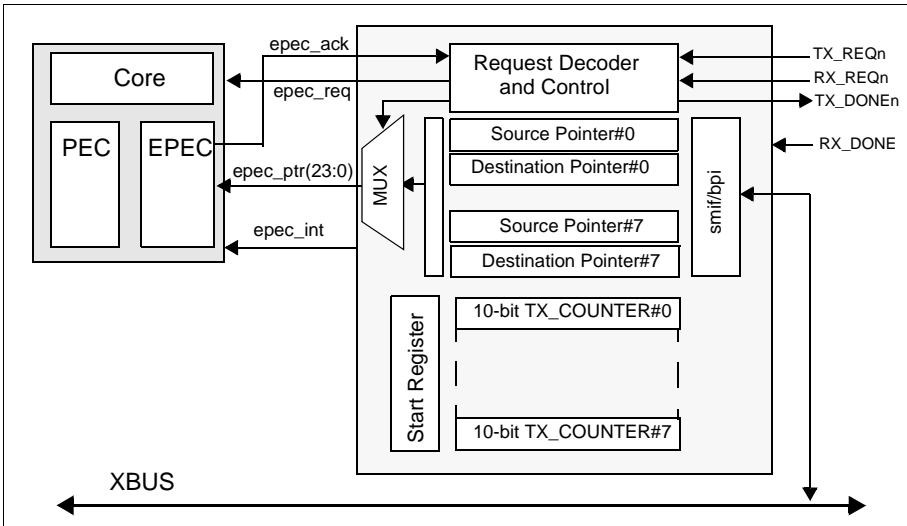 epec_ack
Core
epec_req
Request Decoder
and Control
TX_REQn
RX_REQn
TX_DONEn
RX_DONE
PEC
EPEC
epec_ptr(23:0)
epec_int
MUX
Source Pointer#0
Destination Pointer#0
Source Pointer#7
Destination Pointer#7
smif/bpi
Start Register
10-bit TX_COUNTER#0
10-bit TX_COUNTER#7
XBUS